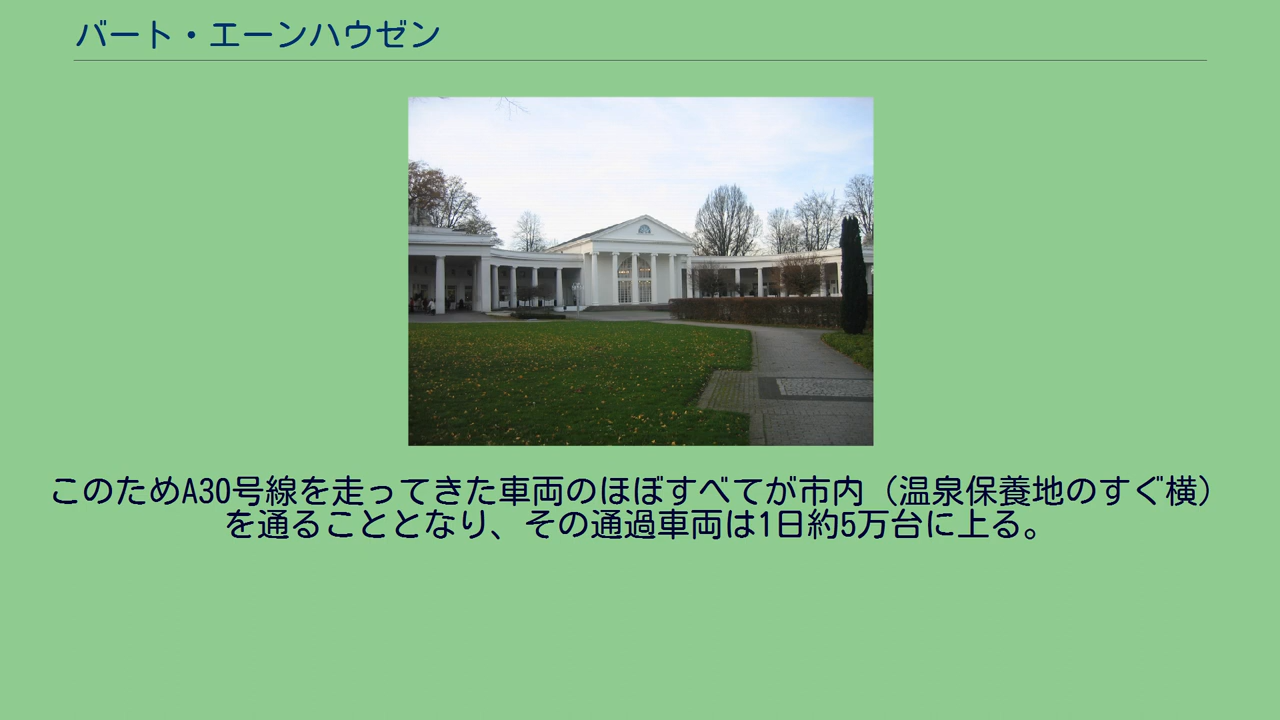 バート・エーンハウゼン
このためA30号線を走ってきた車両のほぼすべてが市内（温泉保養地のすぐ横）
を通ることとなり、その通過車両は1日約5万台に上る。